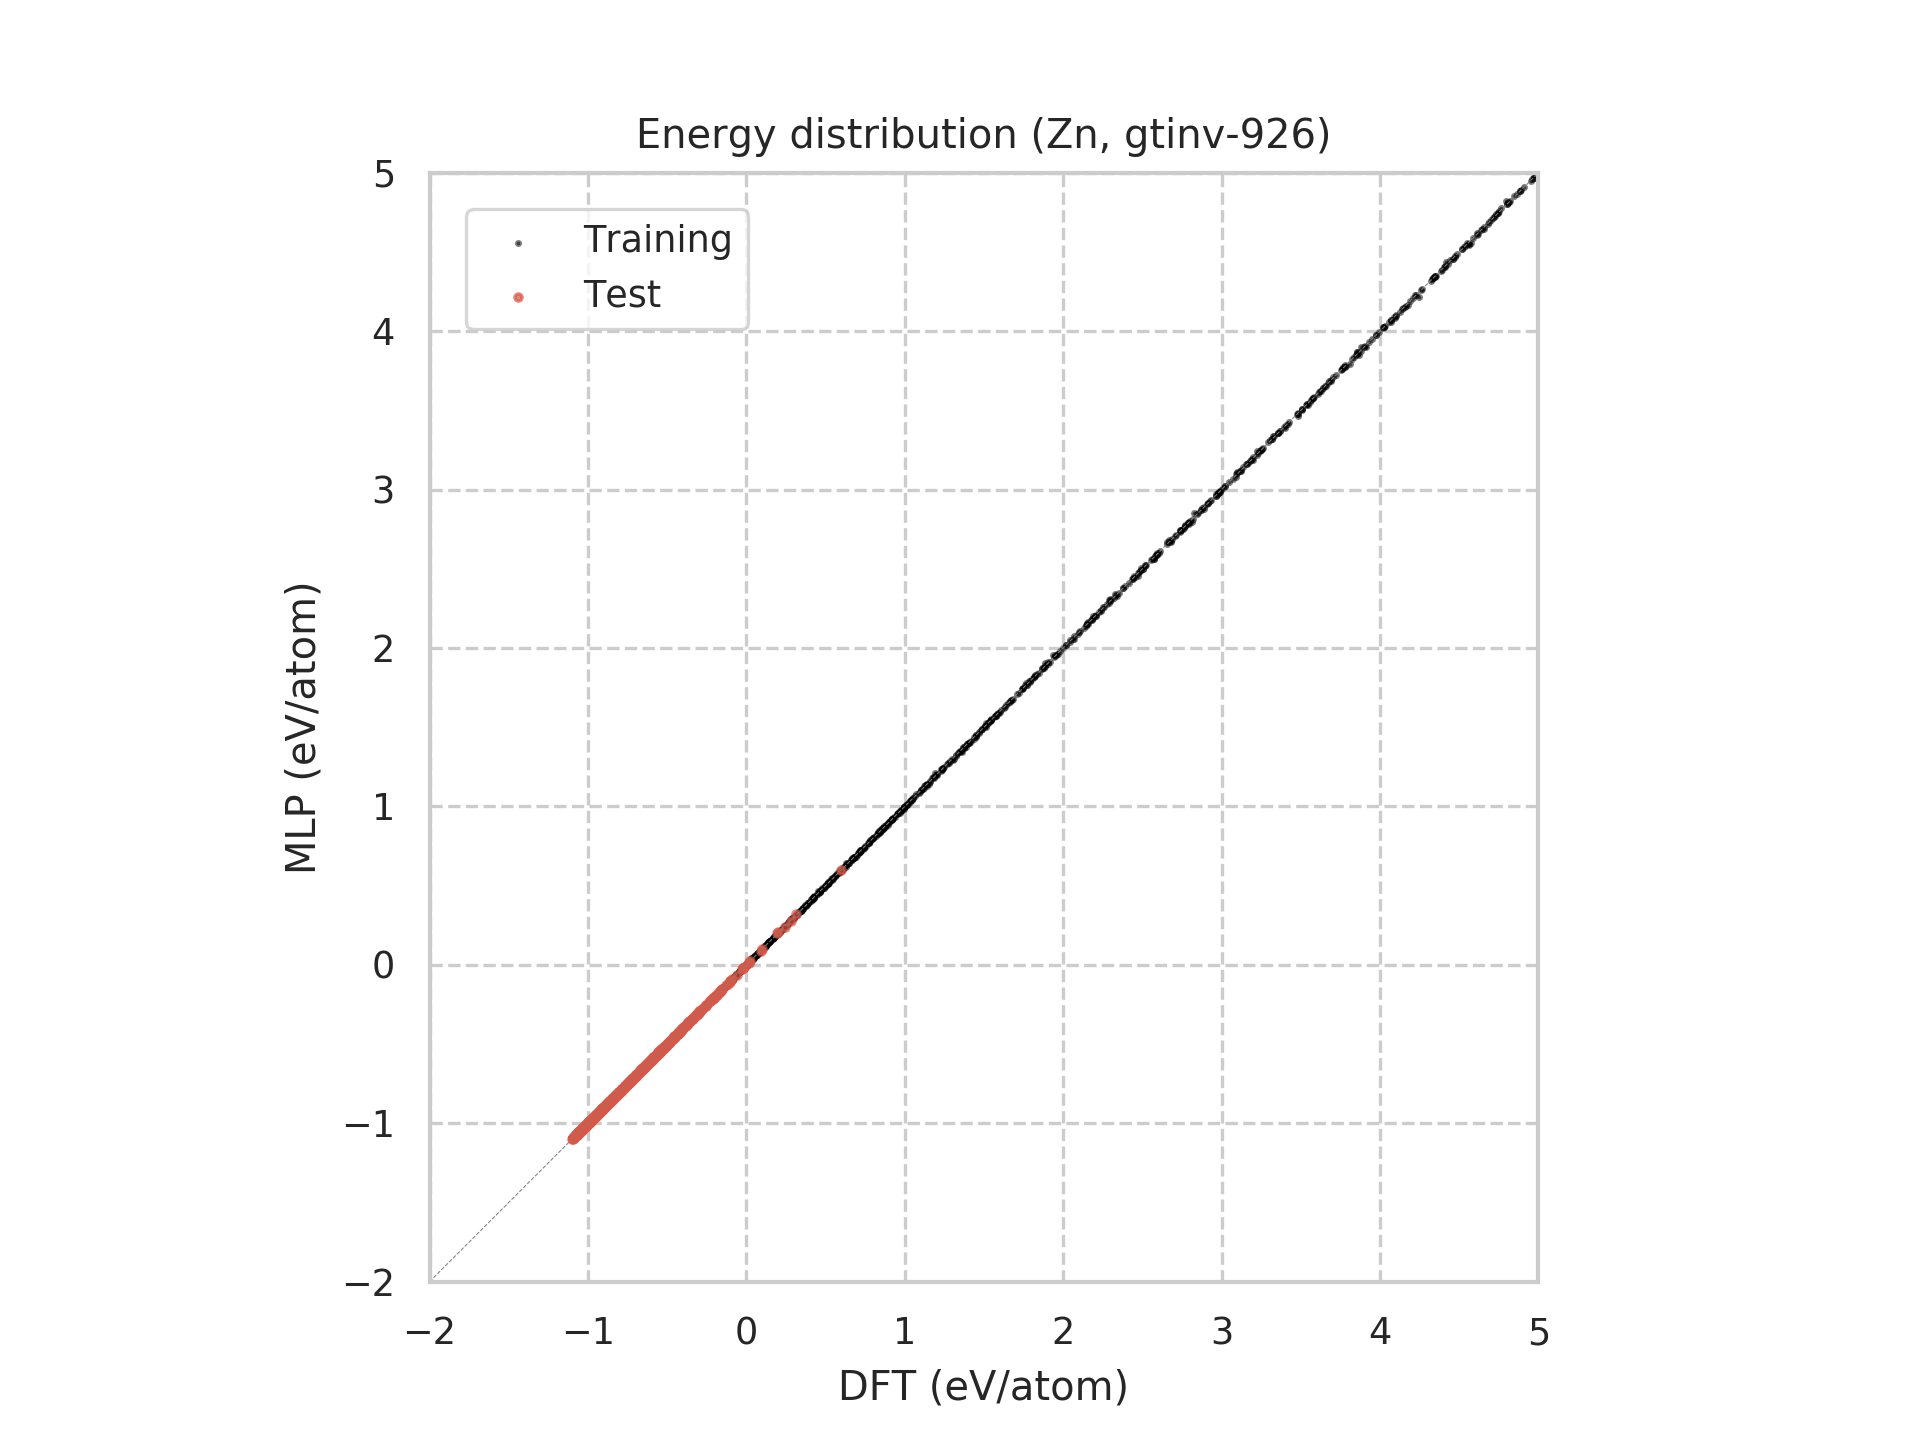 Energy distribution (Zn, gtinv-926)
Training
Test
5
4
3
2
1
0
−1
−2
MLP (eV/atom)
−2 −1 0 1 2 3 4 5
DFT (eV/atom)